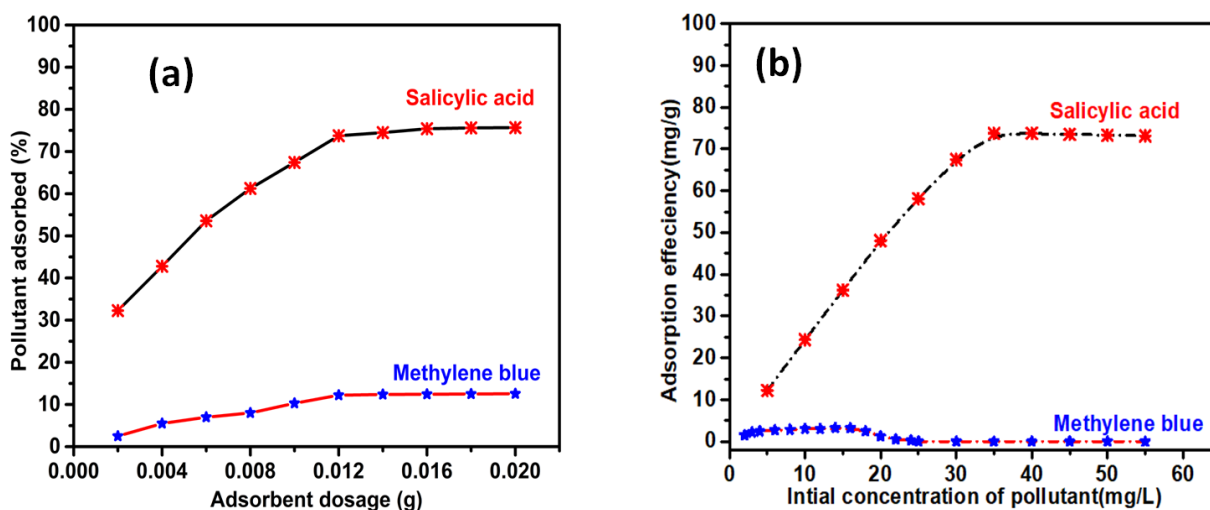 (a)
100
90
80
70
60
50
40
30
20
10
0
Pollutant adsorbed (%)
Salicylic acid
Methylene blue
0.000 0.004 0.008 0.012 0.016 0.020
Adsorbent dosage (g)
(b)
100
90
80
70
60
50
40
30
20
10
0
Adsorption effeciency(mg/g)
Salicylic acid
Methylene blue
0 10 20 30 40 50 60
Intial concentration of pollutant(mg/L)